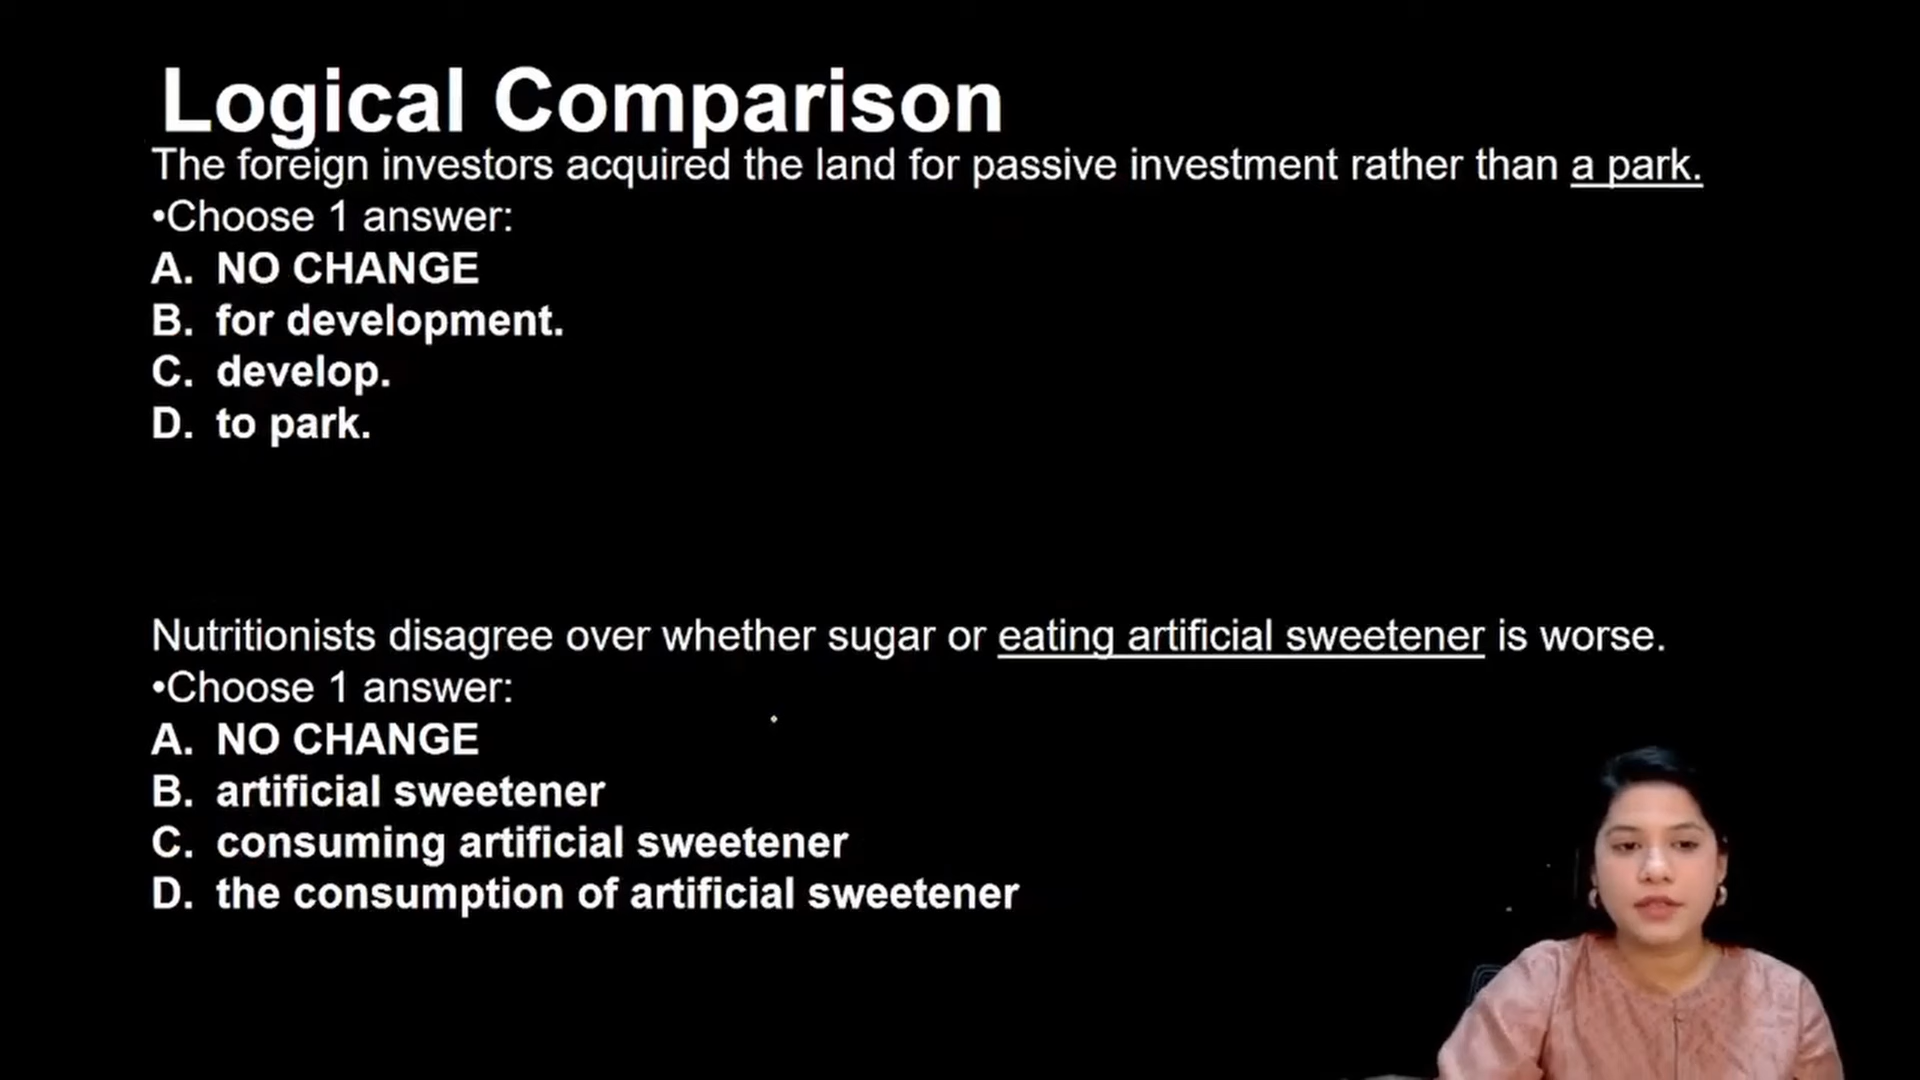 Logical Comparison
The foreign investors acquired the land for passive investment rather than a park.
•Choose 1 answer:
A. NO CHANGE
B. for development.
C. develop.
D. to park.
Nutritionists disagree over whether sugar or eating artificial sweetener is worse.
•Choose 1 answer:
A. NO CHANGE
B. artificial sweetener
C. consuming artificial sweetener
D. the consumption of artificial sweetener